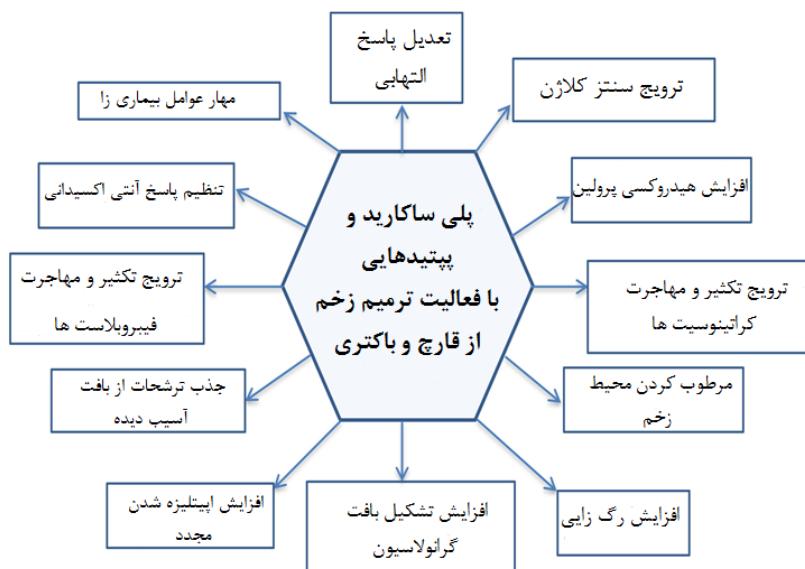 تعدیل پاسخ
التهابی
ترویج سنتز کلاژن
مهار عوامل بیماری زا
افزایش هیدروکسی پرولین
تنظیم پاسخ آنتی اکسیدانی
پلی ساکارید و
پپتیدهایی
با فعالیت ترمیم زخم
از قارچ و باکتری
ترویج تکثیر و مهاجرت
کراتینوسیت ها
ترویج تکثیر و مهاجرت
فیبروبلاست ها
مرطوب کردن محیط
زخم
جذب ترشحات از بافت
آسیب دیده
افزایش رگ زایی
افزایش تشکیل بافت
گرانولاسیون
افزایش اپیتلیزه شدن
مجدد